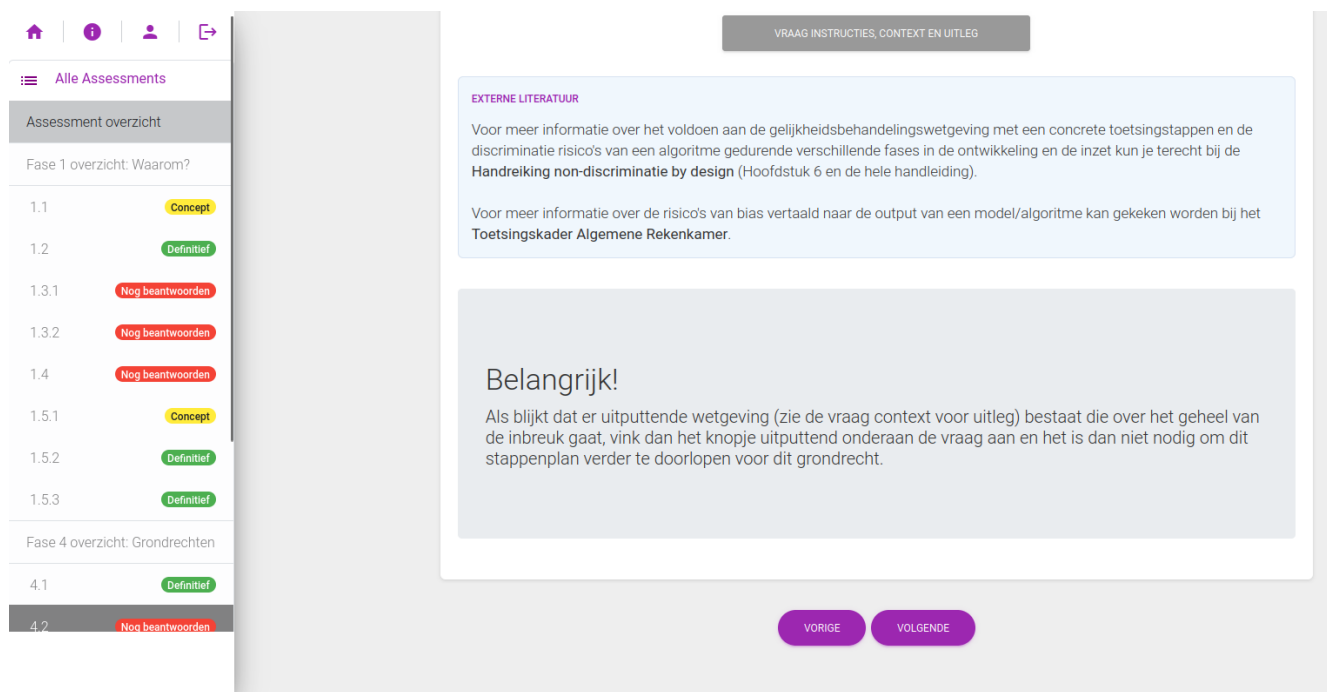 Alle Assessments
Assessment overzicht
Fase 1 overzicht: Waarom?
1.1 Concept
1.2 Definitief
1.3.1 Nog beantwoorden
1.3.2 Nog beantwoorden
1.4 Nog beantwoorden
1.5.1 Concept
1.5.2 Definitief
1.5.3 Definitief
Fase 4 overzicht: Grondrechten
4.1 Definitief
4.2 Nog beantwoorden
VRAAG INSTRUCTIES, CONTEXT EN UITLEG
EXTERNE LITERATUUR
Voor meer informatie over het voldoen aan de gelijkheidsbehandelingswetgeving met een concrete toetsingstappen en de
discriminatie risico's van een algoritme gedurende verschillende fases in de ontwikkeling en de inzet kun je terecht bij de
Handreiking non-discriminatie by design (Hoofdstuk 6 en de hele handleiding).
Voor meer informatie over de risico's van bias vertaald naar de output van een model/algoritme kan gekeken worden bij het
Toetsingskader Algemene Rekenkamer.
Belangrijk!
Als blijkt dat er uitputtende wetgeving (zie de vraag context voor uitleg) bestaat die over het geheel van
de inbreuk gaat, vink dan het knopje uitputtend onderaan de vraag aan en het is dan niet nodig om dit
stappenplan verder te doorlopen voor dit grondrecht.
VORIGE VOLGENDE